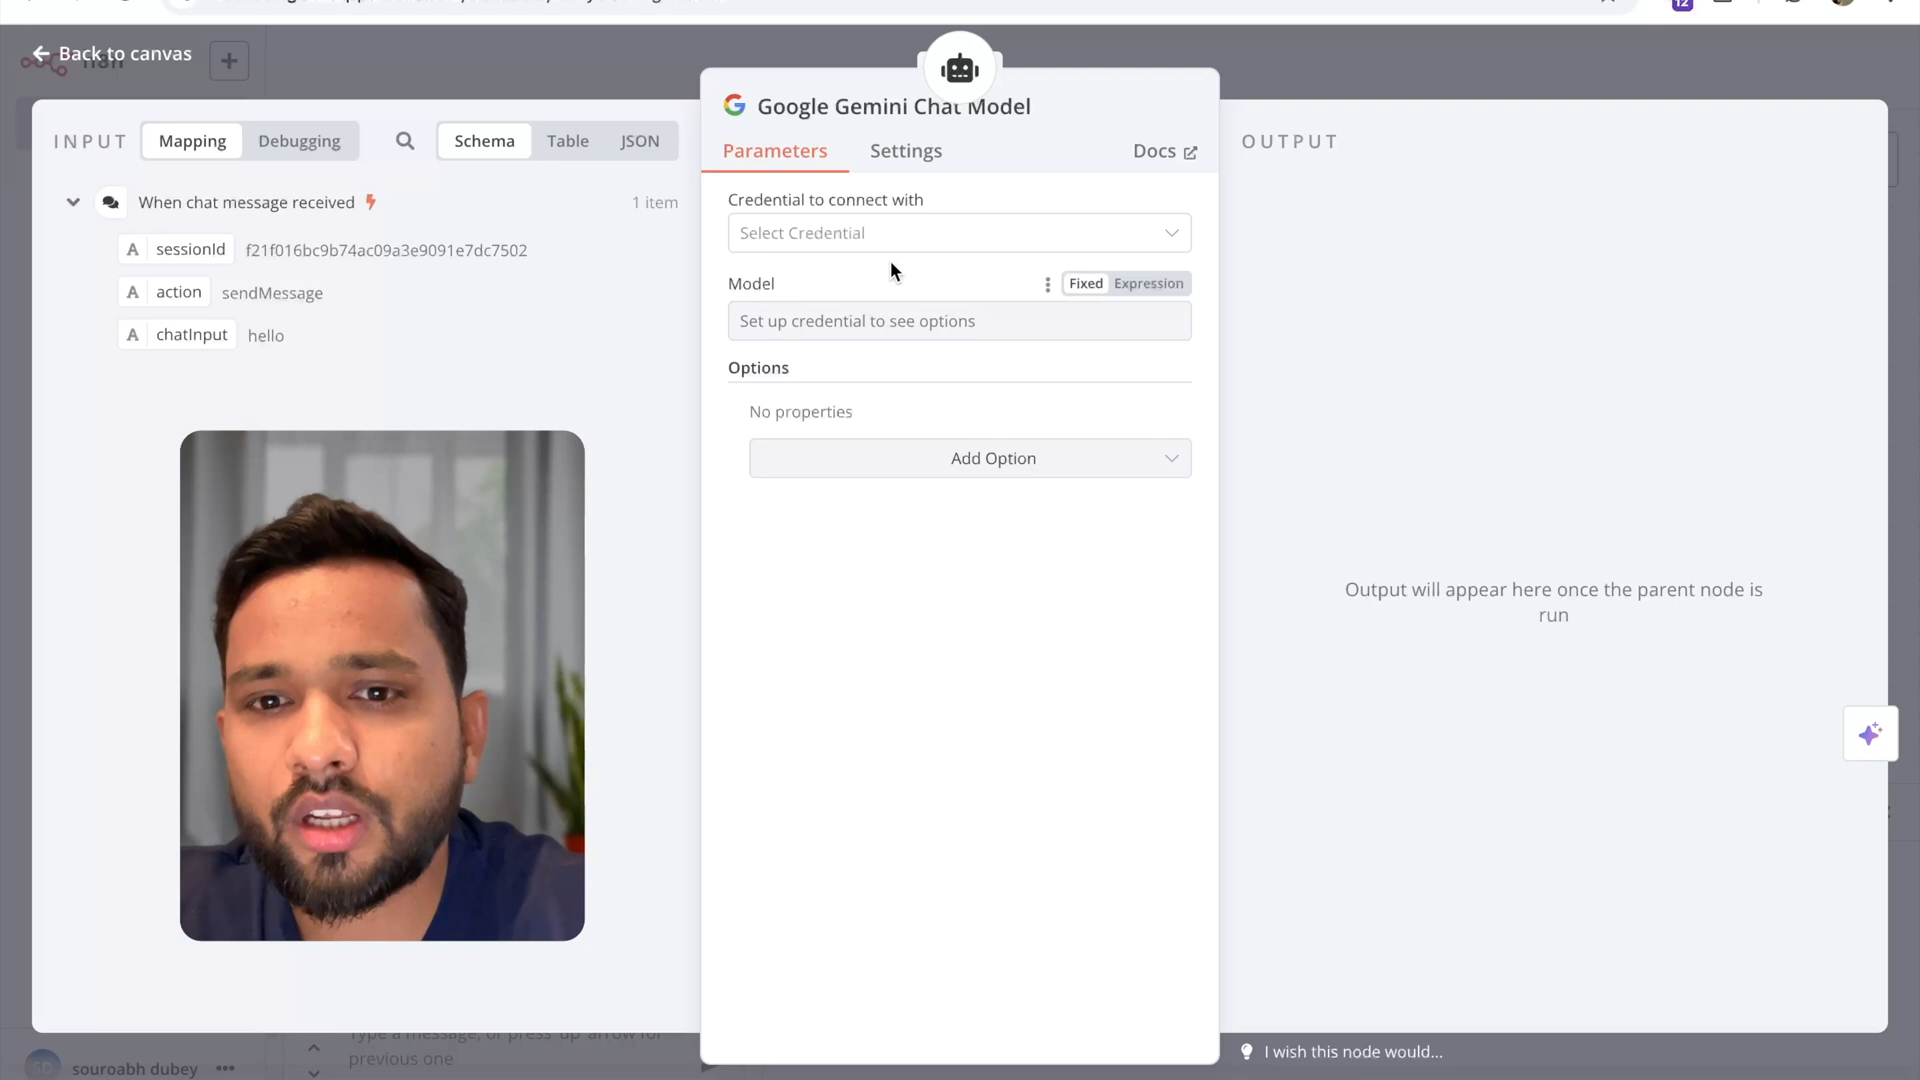 12
Back to canvas
n8n
Google Gemini Chat Model
INPUT
Mapping
Debugging
Schema
Table
JSON
Parameters
Settings
Docs
OUTPUT
When chat message received
1 item
A sessionId f21f016bc9b74ac09a3e9091e7dc7502
A action sendMessage
A chatInput hello
Credential to connect with
Select Credential
Model
Fixed
Expression
Set up credential to see options
Options
No properties
Add Option
Output will appear here once the parent node is
run
Type a message, or press 'up' arrow for
previous one
SD
souroabh dubey
I wish this node would...